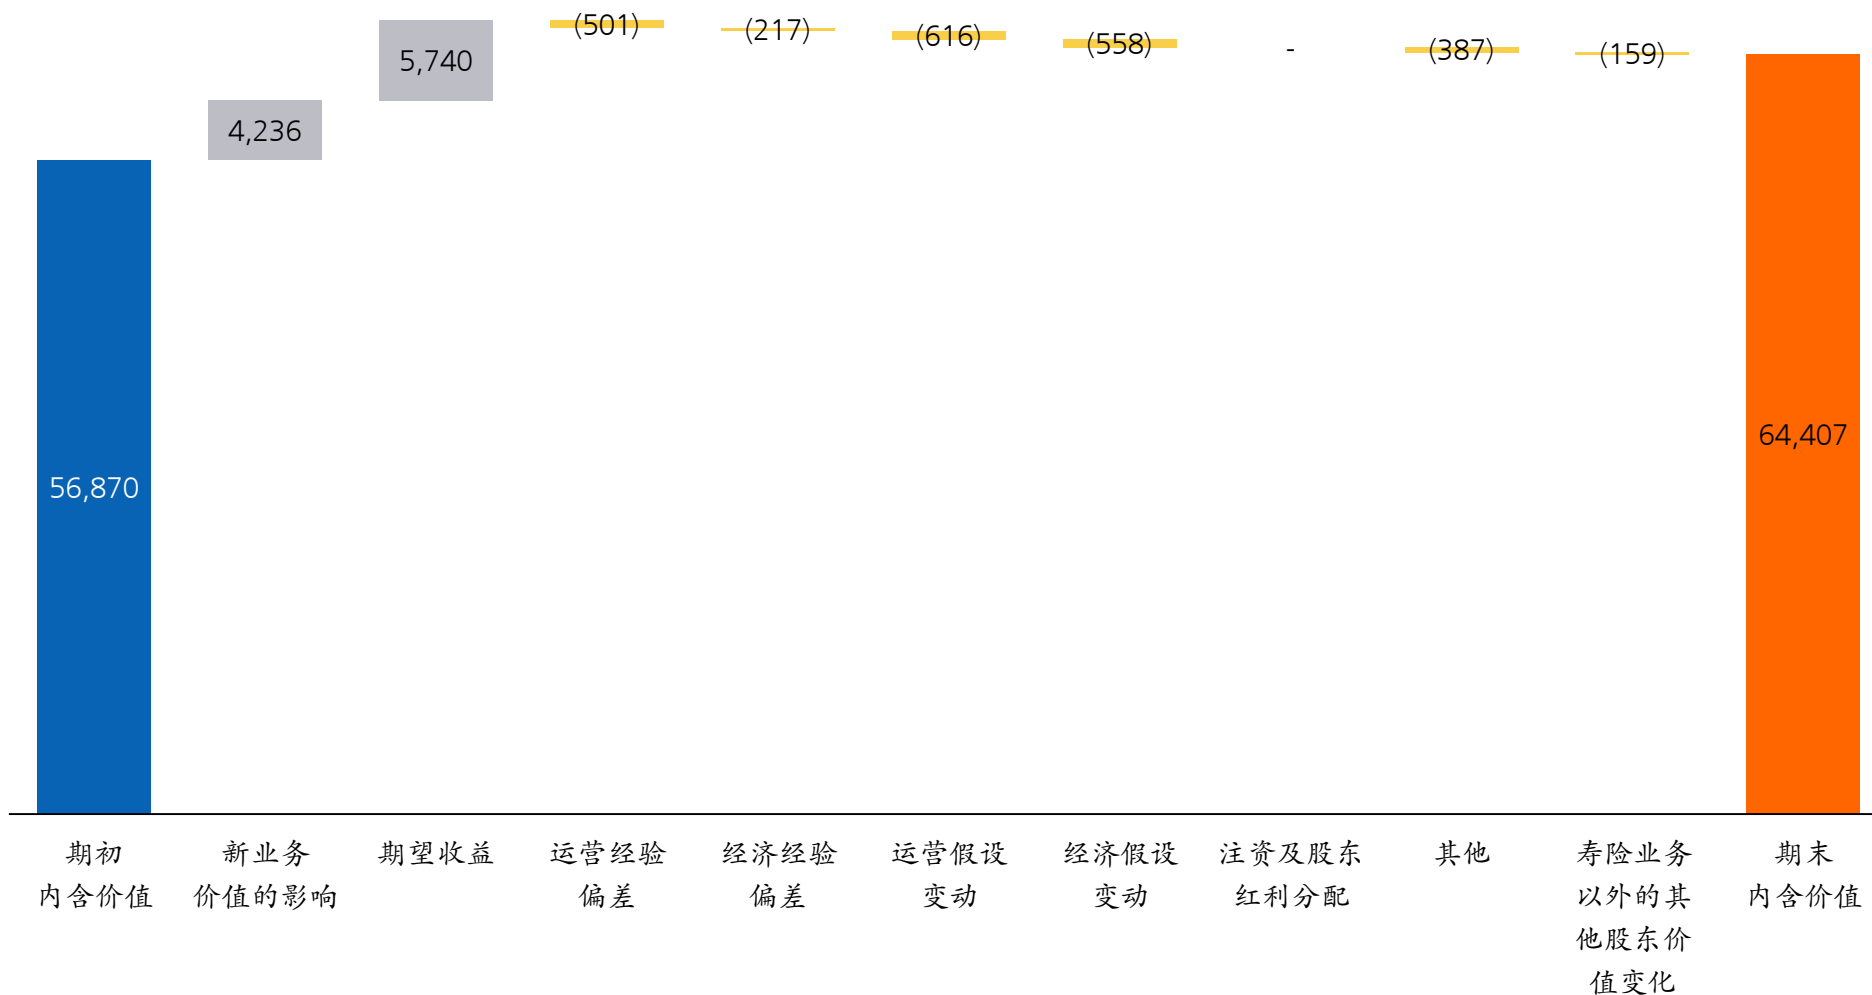 (501)
(217)
(616)
(558)
-
(387)
(159)
5,740
4,236
64,407
56,870
期初
内含价值
新业务
价值的影响
期望收益
运营经验
偏差
经济经验
偏差
运营假设
变动
经济假设
变动
注资及股东
红利分配
其他
寿险业务
以外的其
他股东价
值变化
期末
内含价值